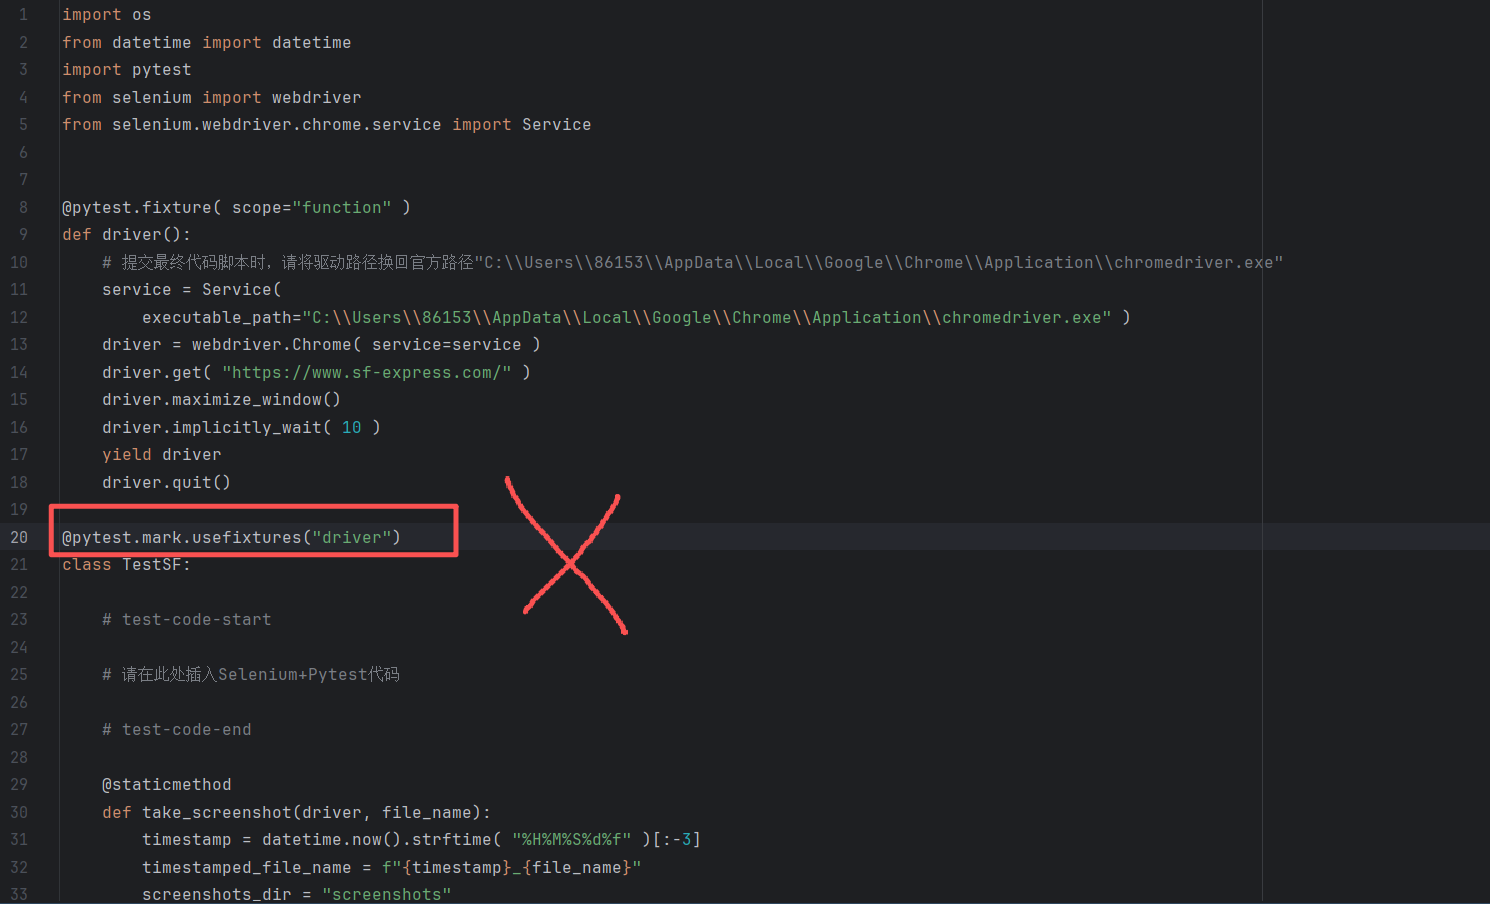 1 import os
2 from datetime import datetime
3 import pytest
4 from selenium import webdriver
5 from selenium.webdriver.chrome.service import Service
6
7
8 @pytest.fixture( scope="function" )
9 def driver():
10 # 提交最终代码脚本时，请将驱动路径换回官方路径"C:\\Users\\86153\\AppData\\Local\\Google\\Chrome\\Application\\chromedriver.exe"
11 service = Service(
12 executable_path="C:\\Users\\86153\\AppData\\Local\\Google\\Chrome\\Application\\chromedriver.exe" )
13 driver = webdriver.Chrome( service=service )
14 driver.get( "https://www.sf-express.com/" )
15 driver.maximize_window()
16 driver.implicitly_wait( 10 )
17 yield driver
18 driver.quit()
19
20 @pytest.mark.usefixtures("driver")
21 class TestSF:
22
23 # test-code-start
24
25 # 请在此处插入Selenium+Pytest代码
26
27 # test-code-end
28
29 @staticmethod
30 def take_screenshot(driver, file_name):
31 timestamp = datetime.now().strftime( "%H%M%S%d%f" )[:-3]
32 timestamped_file_name = f"{timestamp}_{file_name}"
33 screenshots_dir = "screenshots"